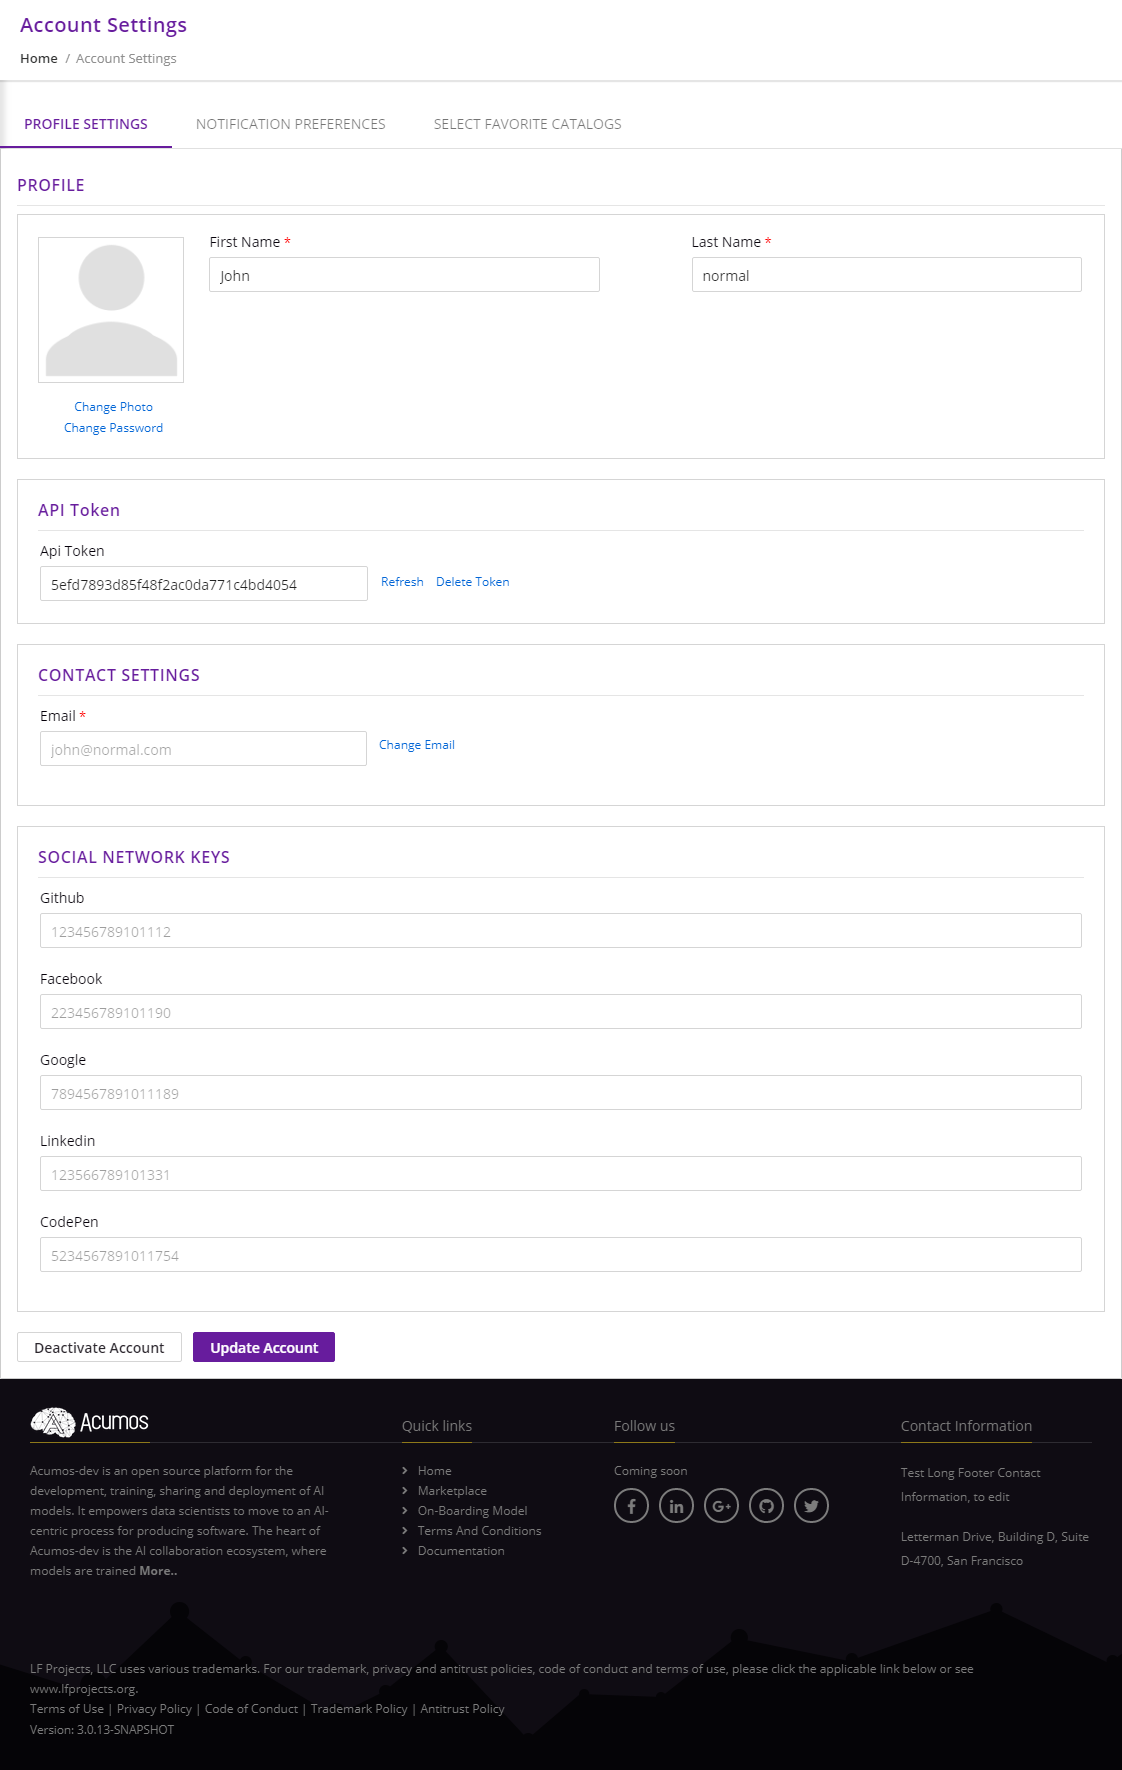 Account Settings
Home / Account Settings
PROFILE SETTINGS NOTIFICATION PREFERENCES SELECT FAVORITE CATALOGS
PROFILE
First Name * Last Name *
John normal
Change Photo
Change Password
API Token
Api Token
5efd7893d85f48f2ac0da771c4bd4054 Refresh Delete Token
CONTACT SETTINGS
Email *
john@normal.com Change Email
SOCIAL NETWORK KEYS
Github
123456789101112
Facebook
223456789101190
Google
7894567891011189
Linkedin
123566789101331
CodePen
5234567891011754
Deactivate Account Update Account
Acumos
Acumos-dev is an open source platform for the
development, training, sharing and deployment of AI
models. It empowers data scientists to move to an AI-
centric process for producing software. The heart of
Acumos-dev is the AI collaboration ecosystem, where
models are trained More..
Quick links
Home
Marketplace
On-Boarding Model
Terms And Conditions
Documentation
Follow us
Coming soon
Contact Information
Test Long Footer Contact
Information, to edit
Letterman Drive, Building D, Suite
D-4700, San Francisco
LF Projects, LLC uses various trademarks. For our trademark, privacy and antitrust policies, code of conduct and terms of use, please click the applicable link below or see
www.lfprojects.org.
Terms of Use | Privacy Policy | Code of Conduct | Trademark Policy | Antitrust Policy
Version: 3.0.13-SNAPSHOT